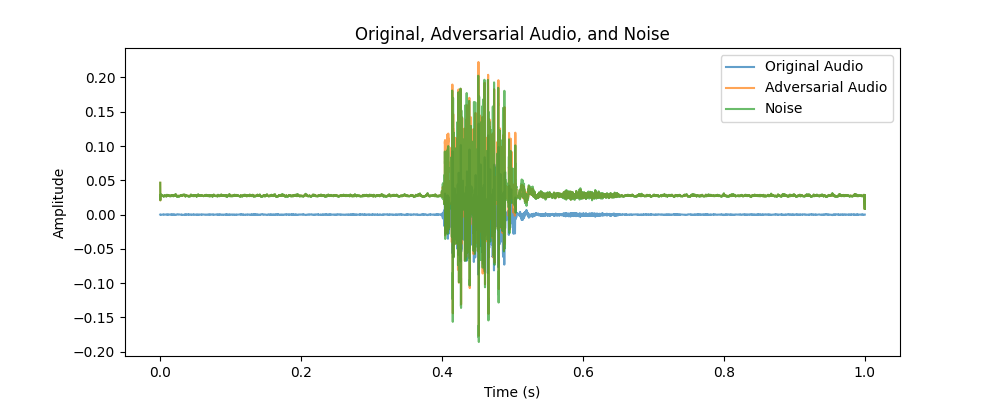 Original, Adversarial Audio, and Noise
Original Audio
Adversarial Audio
Noise
Amplitude
0.20
0.15
0.10
0.05
0.00
−0.05
−0.10
−0.15
−0.20
0.0 0.2 0.4 0.6 0.8 1.0
Time (s)